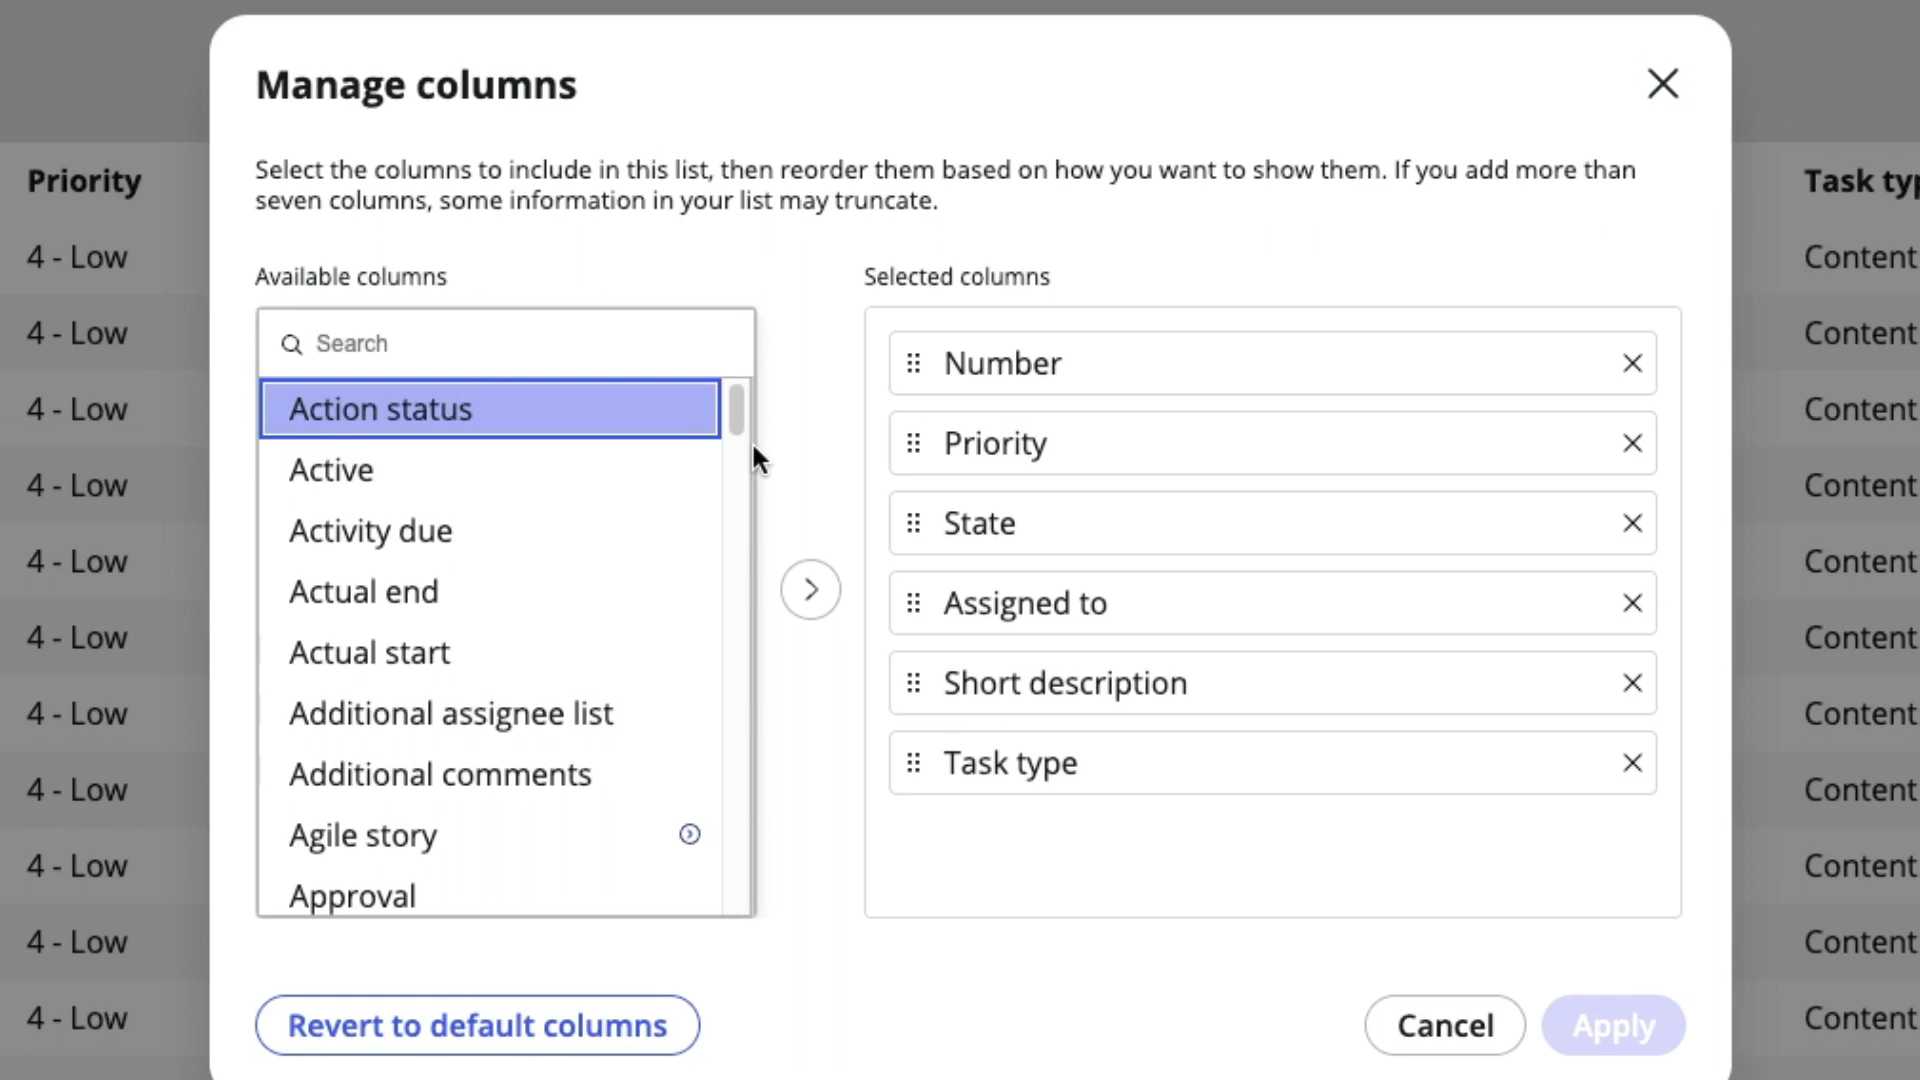 Manage columns
Select the columns to include in this list, then reorder them based on how you want to show them. If you add more than
seven columns, some information in your list may truncate.
Available columns
Search
Action status
Active
Activity due
Actual end
Actual start
Additional assignee list
Additional comments
Agile story
Approval
Selected columns
Number
Priority
State
Assigned to
Short description
Task type
Revert to default columns
Cancel
Apply
Priority
4 - Low
4 - Low
4 - Low
4 - Low
4 - Low
4 - Low
4 - Low
4 - Low
4 - Low
4 - Low
4 - Low
Task typ
Content
Content
Content
Content
Content
Content
Content
Content
Content
Content
Content